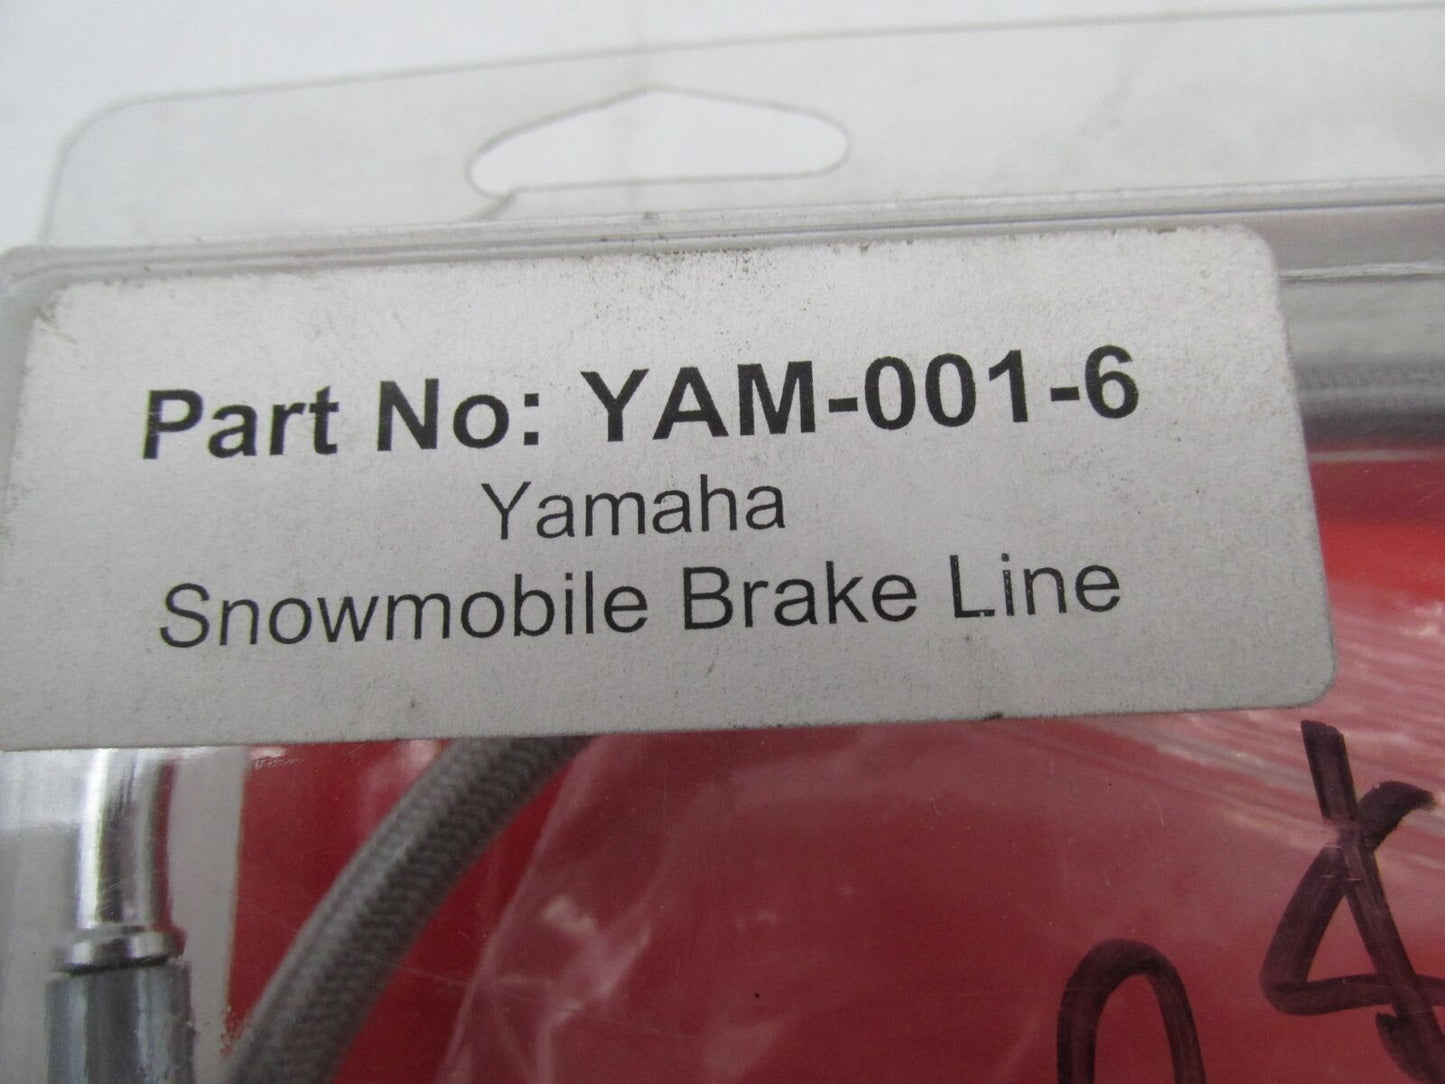 Part No: YAM-001-6
Yamaha
Snowmobile Brake Line